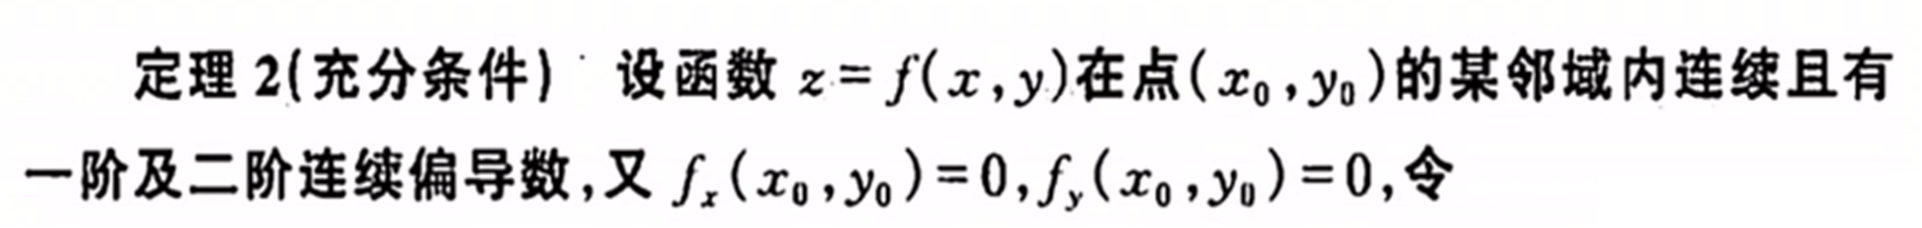 定理 2(充分条件) 设函数 z = f(x,y)在点(x₀,y₀)的某邻域内连续且有
一阶及二阶连续偏导数,又 fₓ(x₀,y₀)=0,f_y(x₀,y₀)=0,令